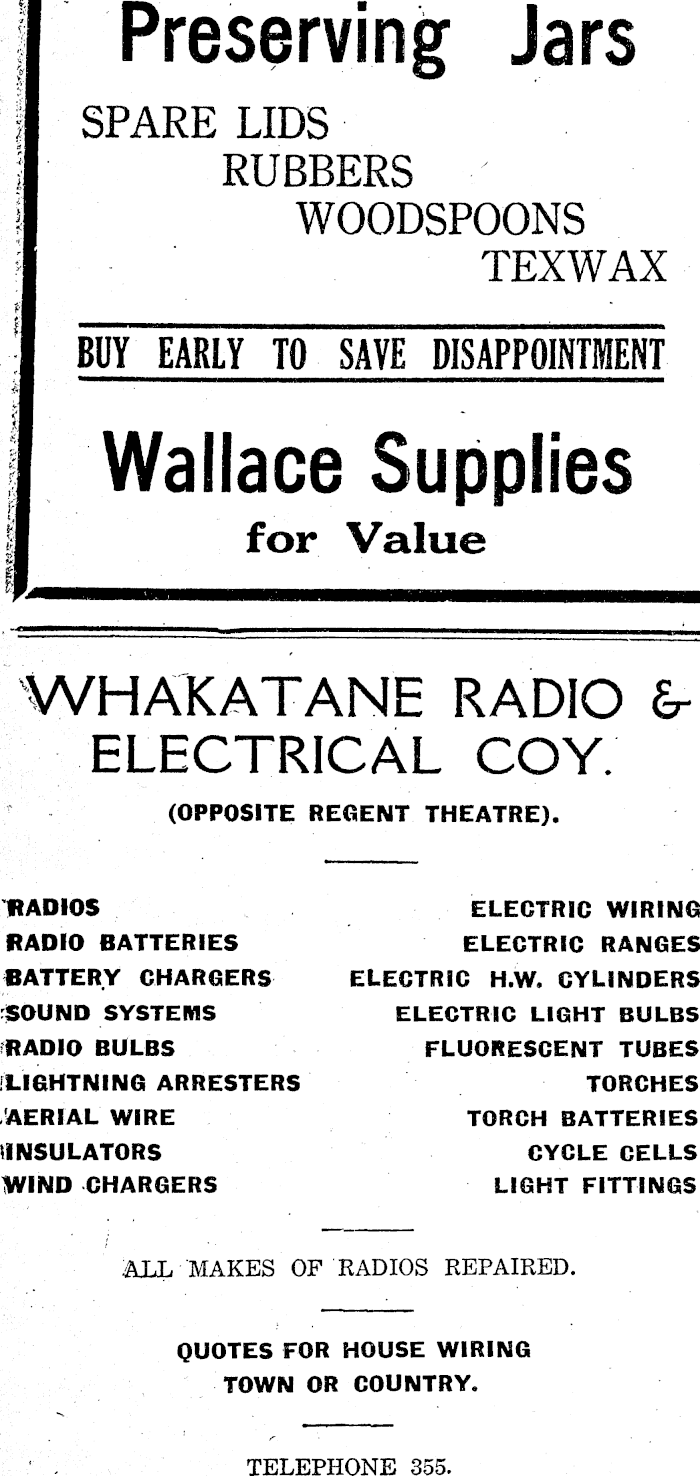 Preserving Jars
SPARE LIDS
RUBBERS
WOODSPOONS
TEXWAX
BUY EARLY TO SAVE DISAPPOINTMENT
Wallace Supplies
for Value
WHAKATANE RADIO &
ELECTRICAL COY.
(OPPOSITE REGENT THEATRE).
RADIOS ELECTRIC WIRING
RADIO BATTERIES ELECTRIC RANGES
BATTERY CHARGERS ELECTRIC H.W. CYLINDERS
SOUND SYSTEMS ELECTRIC LIGHT BULBS
RADIO BULBS FLUORESCENT TUBES
LIGHTNING ARRESTERS TORCHES
AERIAL WIRE TORCH BATTERIES
INSULATORS CYCLE CELLS
WIND CHARGERS LIGHT FITTINGS
ALL MAKES OF RADIOS REPAIRED.
QUOTES FOR HOUSE WIRING
TOWN OR COUNTRY.
TELEPHONE 355.